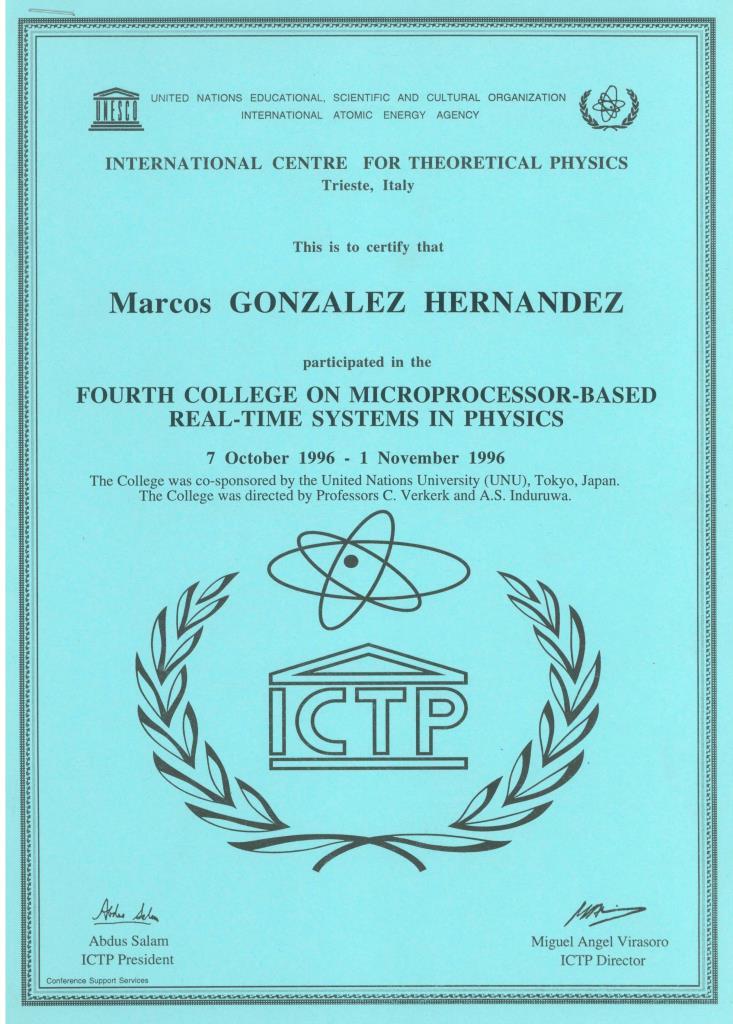 UNESCO
UNITED NATIONS EDUCATIONAL, SCIENTIFIC AND CULTURAL ORGANIZATION
INTERNATIONAL ATOMIC ENERGY AGENCY
INTERNATIONAL CENTRE FOR THEORETICAL PHYSICS
Trieste, Italy
This is to certify that
Marcos GONZALEZ HERNANDEZ
participated in the
FOURTH COLLEGE ON MICROPROCESSOR-BASED
REAL-TIME SYSTEMS IN PHYSICS
7 October 1996 - 1 November 1996
The College was co-sponsored by the United Nations University (UNU), Tokyo, Japan.
The College was directed by Professors C. Verkerk and A.S. Induruwa.
ICTP
Abdus Salam
Abdus Salam
ICTP President
Miguel Angel Virasoro
ICTP Director
Conference Support Services